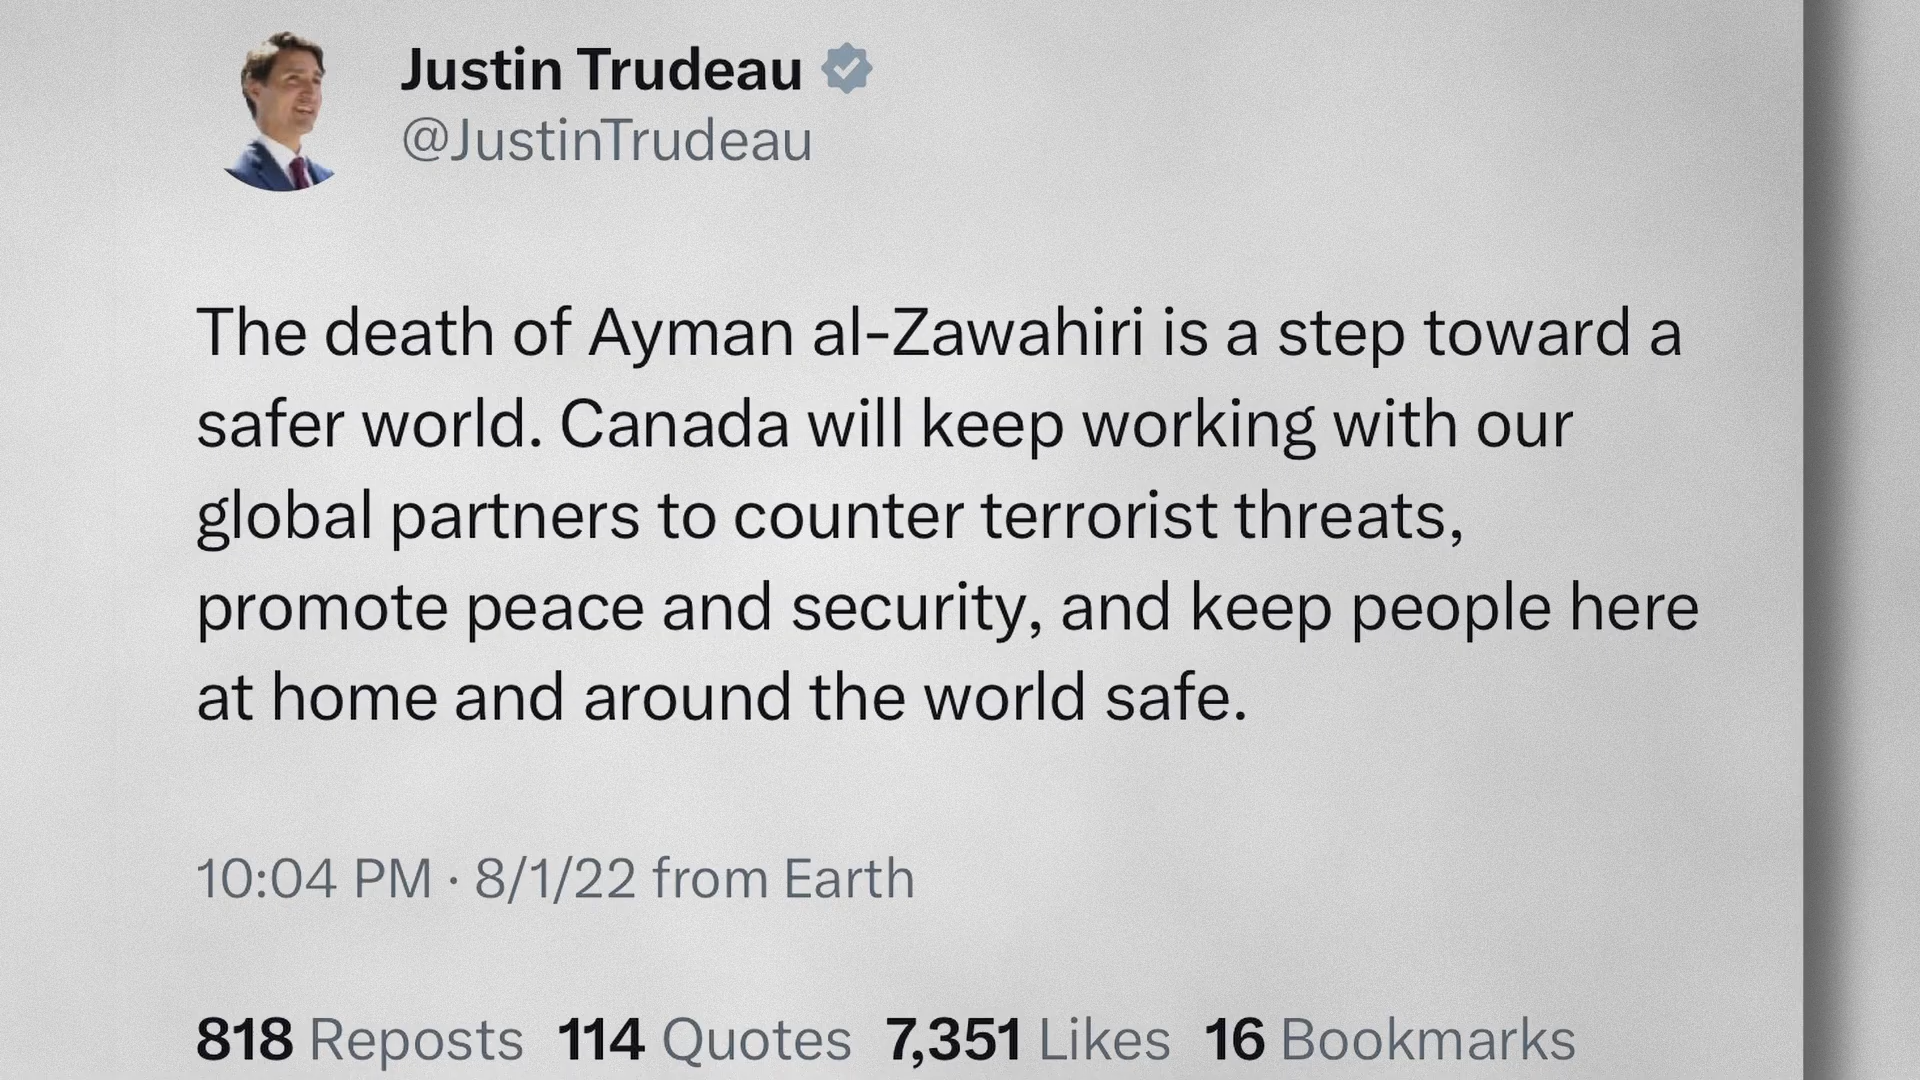 Justin Trudeau
@JustinTrudeau
The death of Ayman al-Zawahiri is a step toward a
safer world. Canada will keep working with our
global partners to counter terrorist threats,
promote peace and security, and keep people here
at home and around the world safe.
10:04 PM · 8/1/22 from Earth
818 Reposts 114 Quotes 7,351 Likes 16 Bookmarks